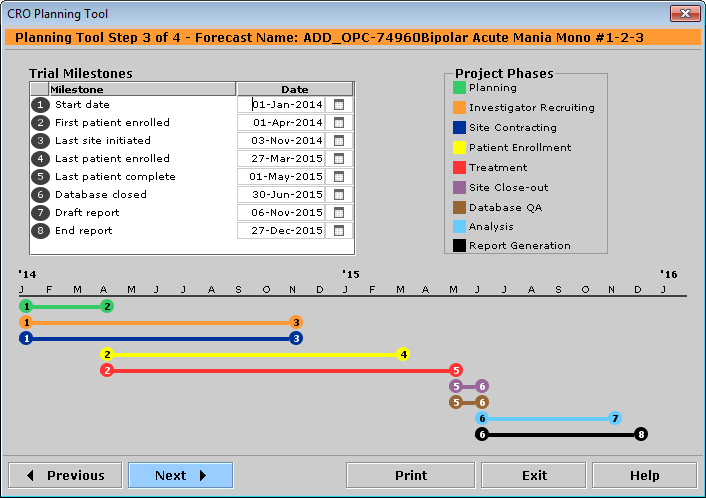 CRO Planning Tool
Planning Tool Step 3 of 4 - Forecast Name: ADD_OPC-74960Bipolar Acute Mania Mono #1-2-3
Trial Milestones
Milestone Date
1 Start date 01-Jan-2014
2 First patient enrolled 01-Apr-2014
3 Last site initiated 03-Nov-2014
4 Last patient enrolled 27-Mar-2015
5 Last patient complete 01-May-2015
6 Database closed 30-Jun-2015
7 Draft report 06-Nov-2015
8 End report 27-Dec-2015
Project Phases
Planning
Investigator Recruiting
Site Contracting
Patient Enrollment
Treatment
Site Close-out
Database QA
Analysis
Report Generation
'14 '15 '16
J F M A M J J A S O N D J F M A M J J A S O N D J
1 2
1 3
1 3
2 4
2 5
5 6
5 6
6 7
6 8
Previous Next Print Exit Help